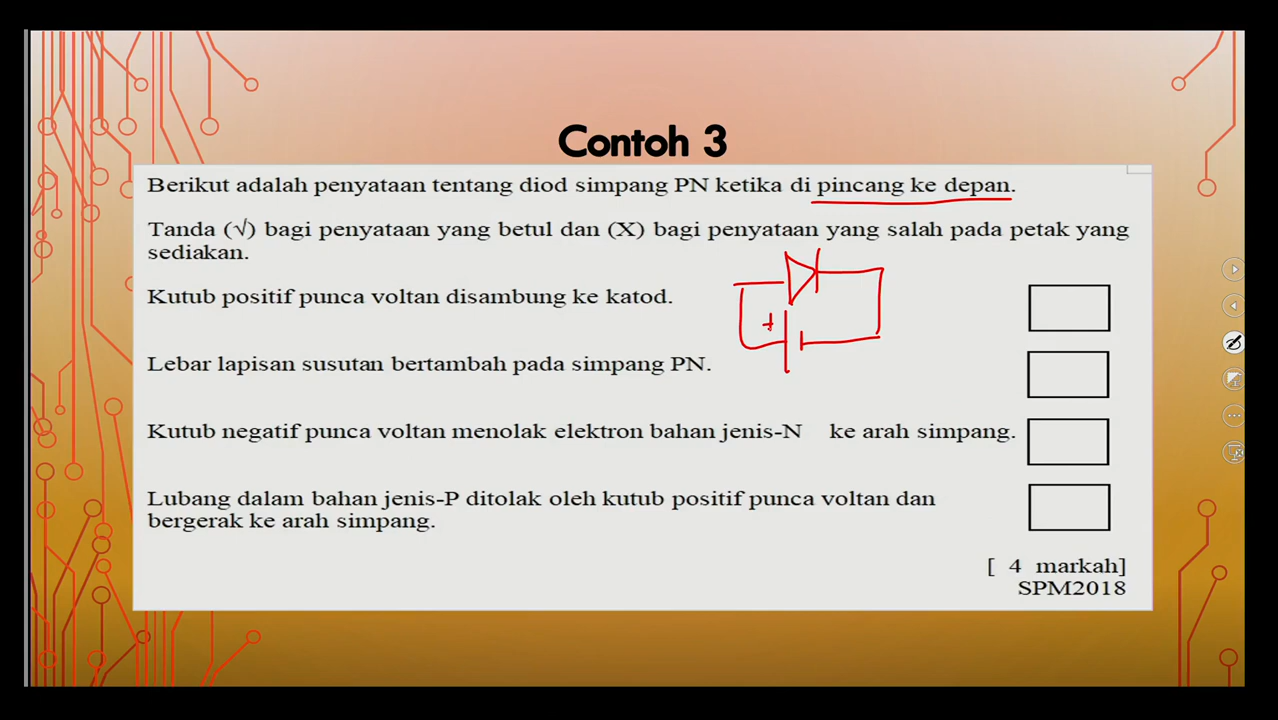 Contoh 3
Berikut adalah penyataan tentang diod simpang PN ketika di pincang ke depan.
Tanda (√) bagi penyataan yang betul dan (X) bagi penyataan yang salah pada petak yang
sediakan.
Kutub positif punca voltan disambung ke katod.
+
Lebar lapisan susutan bertambah pada simpang PN.
Kutub negatif punca voltan menolak elektron bahan jenis-N ke arah simpang.
Lubang dalam bahan jenis-P ditolak oleh kutub positif punca voltan dan
bergerak ke arah simpang.
[ 4 markah]
SPM2018